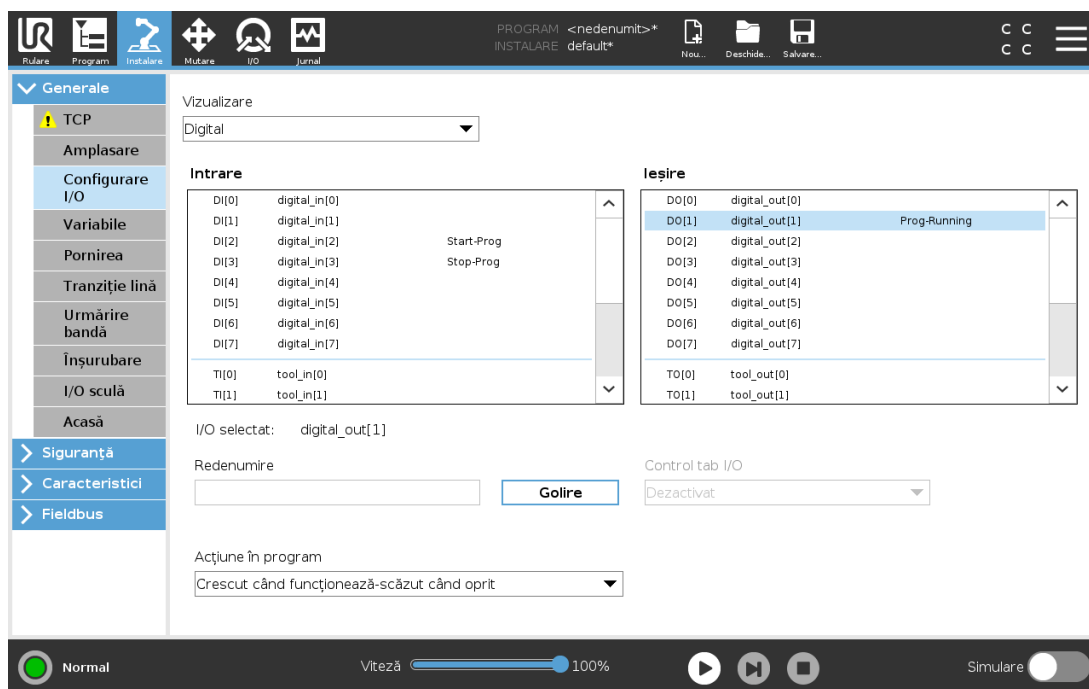 UR
PROGRAM <nedenumit>*
INSTALARE default*
C C
C C
Rulare Program Instalare Mutare I/O Jurnal Nou... Deschide... Salvare...
Generale
TCP
Amplasare
Configurare
I/O
Variabile
Pornirea
Tranziție lină
Urmărire
bandă
Înșurubare
I/O sculă
Acasă
Siguranță
Caracteristici
Fieldbus
Vizualizare
Digital
Intrare
DI[0] digital_in[0]
DI[1] digital_in[1]
DI[2] digital_in[2] Start-Prog
DI[3] digital_in[3] Stop-Prog
DI[4] digital_in[4]
DI[5] digital_in[5]
DI[6] digital_in[6]
DI[7] digital_in[7]
TI[0] tool_in[0]
TI[1] tool_in[1]
Ieșire
DO[0] digital_out[0]
DO[1] digital_out[1] Prog-Running
DO[2] digital_out[2]
DO[3] digital_out[3]
DO[4] digital_out[4]
DO[5] digital_out[5]
DO[6] digital_out[6]
DO[7] digital_out[7]
TO[0] tool_out[0]
TO[1] tool_out[1]
I/O selectat: digital_out[1]
Redenumire
Golire
Control tab I/O
Dezactivat
Acțiune în program
Crescut când funcționează-scăzut când oprit
Normal
Viteză 100%
Simulare